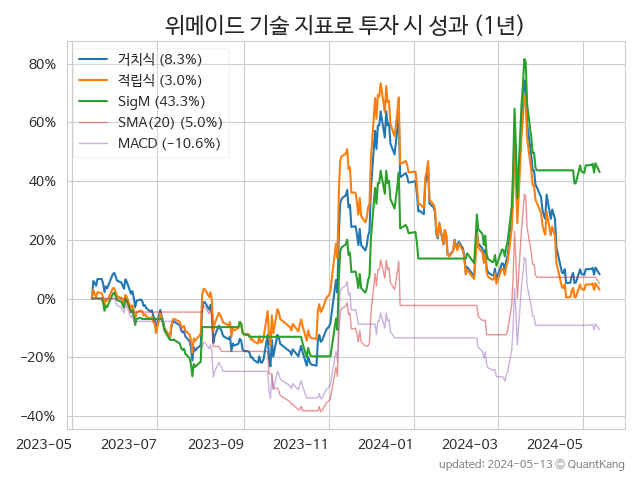 위메이드 기술 지표로 투자 시 성과 (1년)
거치식 (8.3%)
적립식 (3.0%)
SigM (43.3%)
SMA(20) (5.0%)
MACD (−10.6%)
80%
60%
40%
20%
0%
−20%
−40%
2023-05 2023-07 2023-09 2023-11 2024-01 2024-03 2024-05
updated: 2024-05-13 ⓒ QuantKang